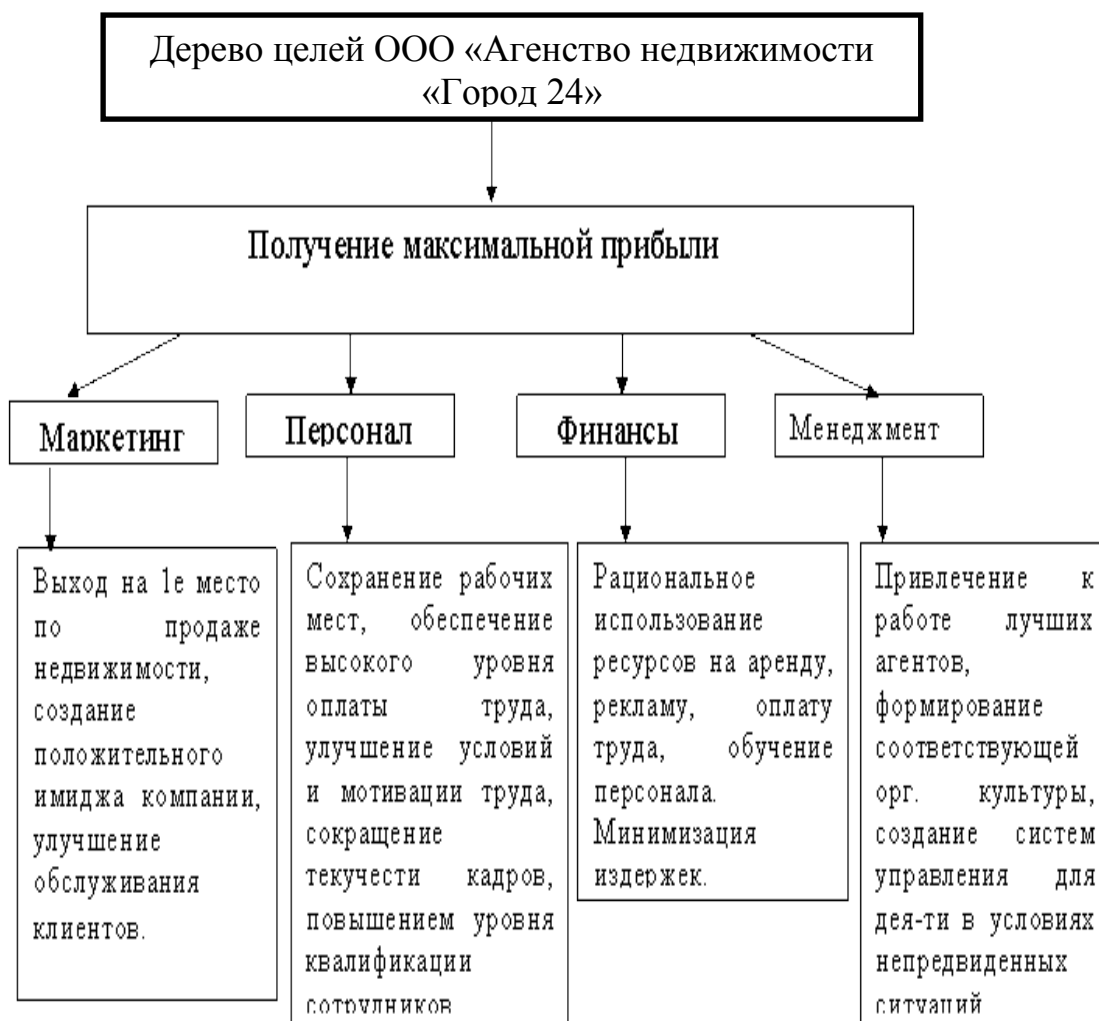 Дерево целей ООО «Агенство недвижимости
«Город 24»
Получение максимальной прибыли
Маркетинг
Персонал
Финансы
Менеджмент
Выход на 1е место
по продаже
недвижимости,
создание
положительного
имиджа компании,
улучшение
обслуживания
клиентов.
Сохранение рабочих
мест, обеспечение
высокого уровня
оплаты труда,
улучшение условий
и мотивации труда,
сокращение
текучести кадров,
повышением уровня
квалификации
сотрудников
Рациональное
использование
ресурсов на аренду,
рекламу, оплату
труда, обучение
персонала.
Минимизация
издержек.
Привлечение к
работе лучших
агентов,
формирование
соответствующей
орг. культуры,
создание систем
управления для
дея-ти в условиях
непредвиденных
ситуаций